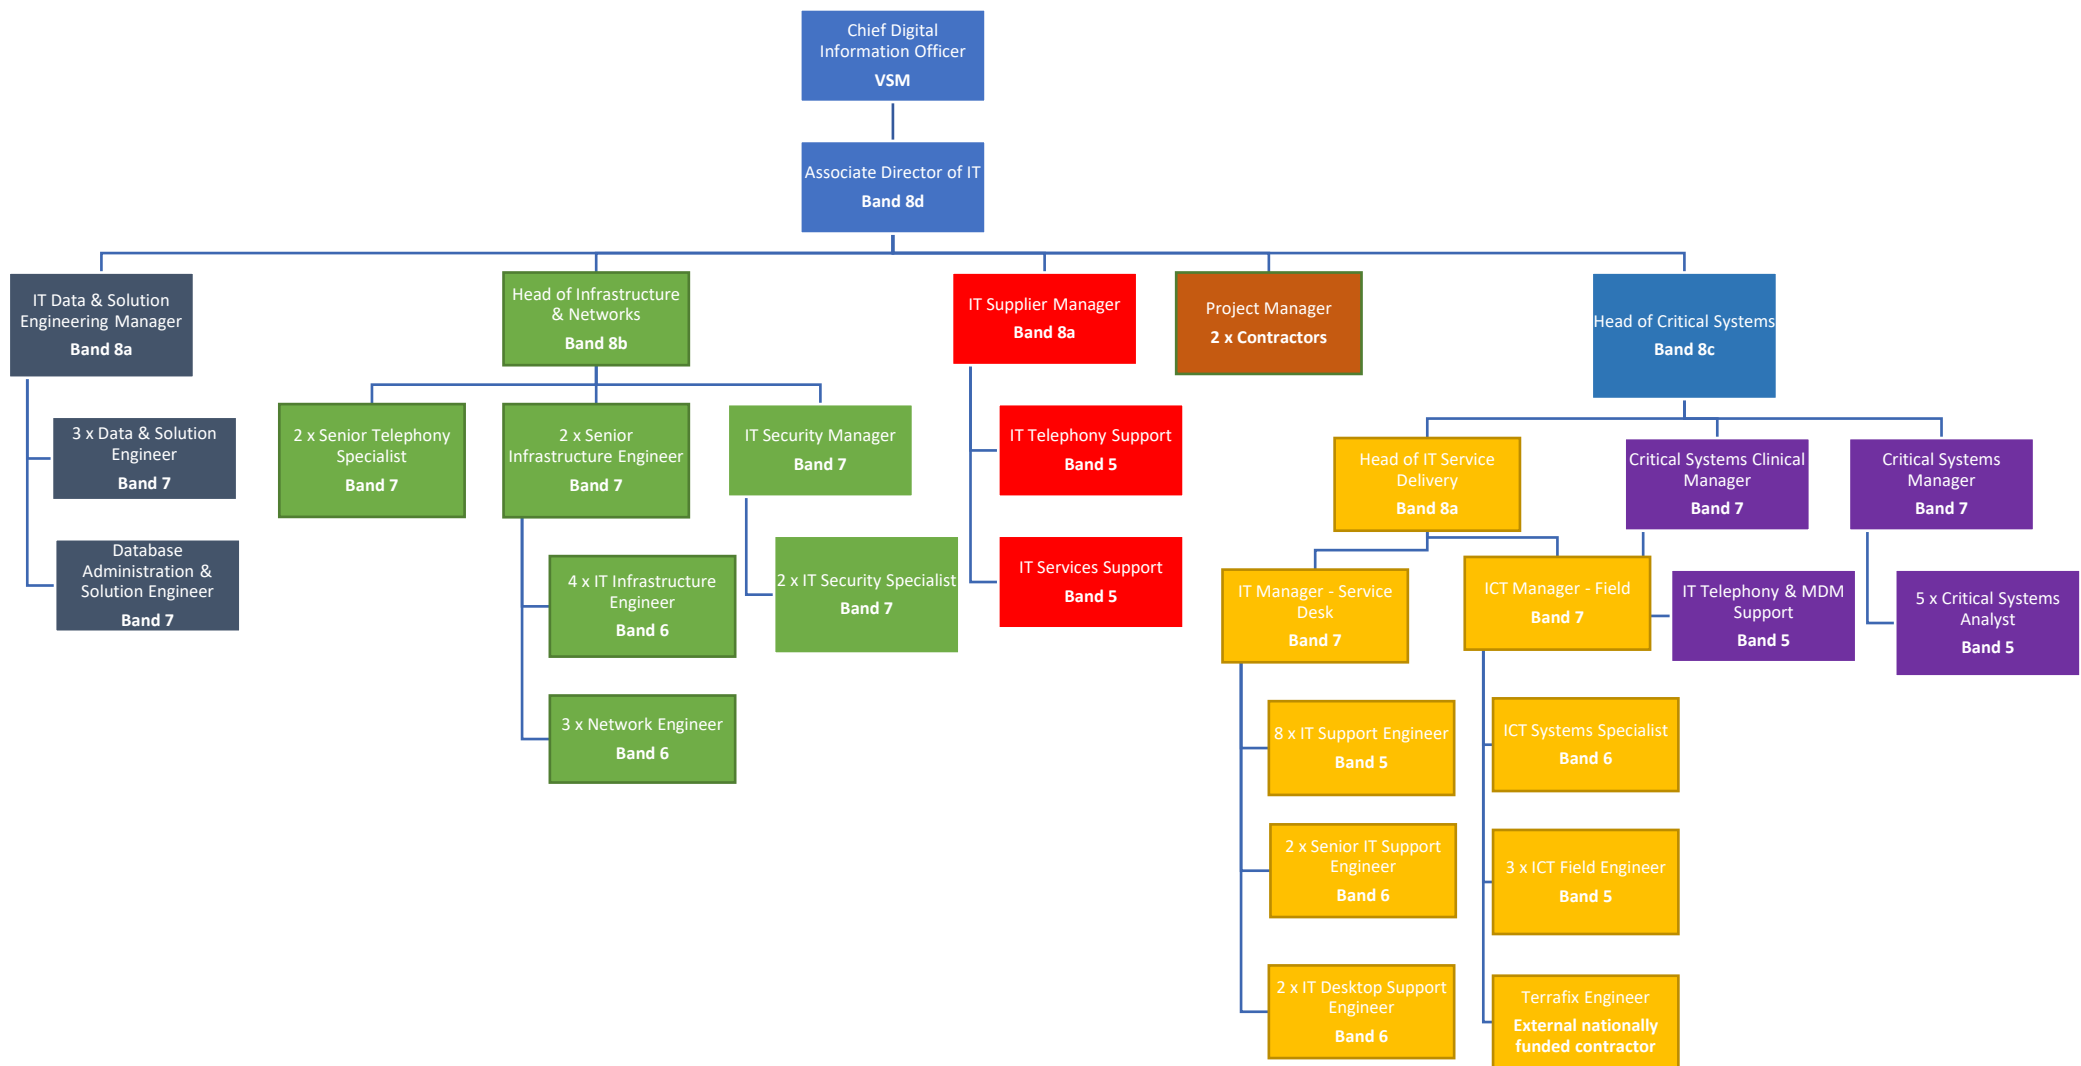 Chief Digital
Information Officer
VSM
Associate Director of IT
Band 8d
IT Data & Solution
Engineering Manager
Band 8a
3 x Data & Solution
Engineer
Band 7
Database
Administration &
Solution Engineer
Band 7
Head of Infrastructure
& Networks
Band 8b
2 x Senior Telephony
Specialist
Band 7
2 x Senior
Infrastructure Engineer
Band 7
4 x IT Infrastructure
Engineer
Band 6
3 x Network Engineer
Band 6
IT Security Manager
Band 7
2 x IT Security Specialist
Band 7
IT Supplier Manager
Band 8a
IT Telephony Support
Band 5
IT Services Support
Band 5
Project Manager
2 x Contractors
Head of Critical Systems
Band 8c
Head of IT Service
Delivery
Band 8a
IT Manager - Service
Desk
Band 7
8 x IT Support Engineer
Band 5
2 x Senior IT Support
Engineer
Band 6
2 x IT Desktop Support
Engineer
Band 6
ICT Manager - Field
Band 7
ICT Systems Specialist
Band 6
3 x ICT Field Engineer
Band 5
Terrafix Engineer
External nationally
funded contractor
Critical Systems Clinical
Manager
Band 7
IT Telephony & MDM
Support
Band 5
Critical Systems
Manager
Band 7
5 x Critical Systems
Analyst
Band 5